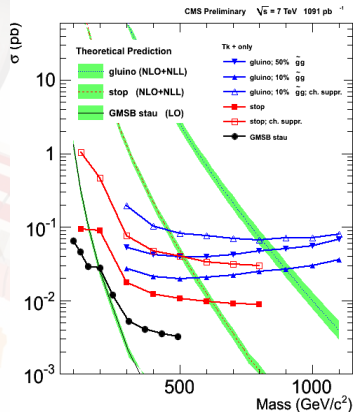 CMS Preliminary √s = 7 TeV 1091 pb⁻¹
σ (pb)
Theoretical Prediction
gluino (NLO+NLL)
stop (NLO+NLL)
GMSB stau (LO)
Tk + only
gluino; 50% g̃g
gluino; 10% g̃g
gluino; 10% g̃g; ch. suppr.
stop
stop; ch. suppr.
GMSB stau
10
1
10⁻¹
10⁻²
10⁻³
500
1000
Mass (GeV/c²)